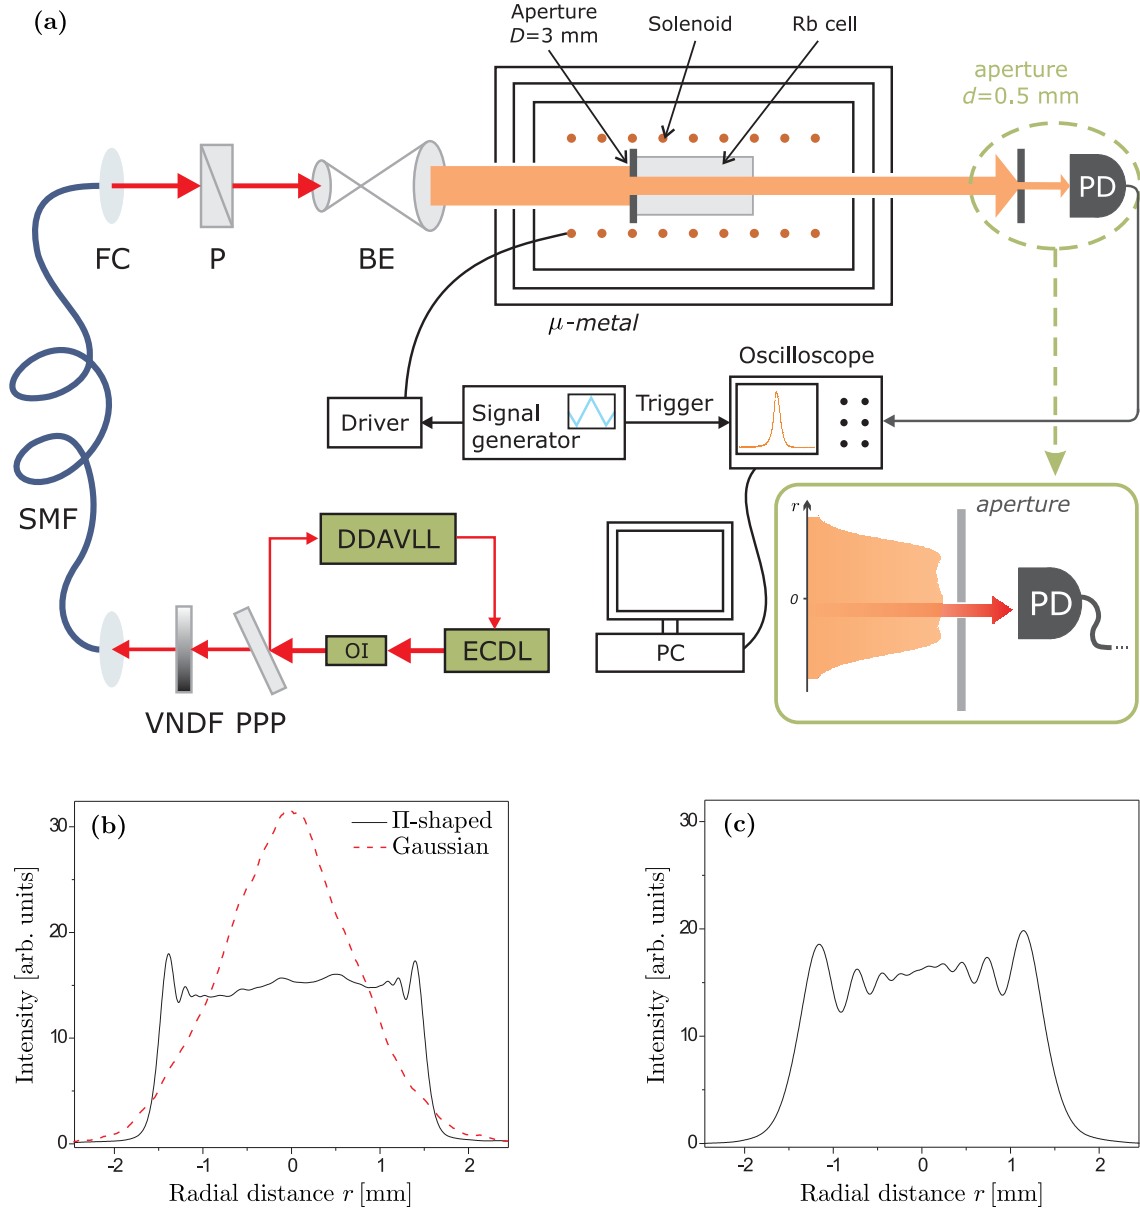 (a)
Aperture
D=3 mm
Solenoid
Rb cell
aperture
d=0.5 mm
PD
FC
P
BE
μ-metal
Oscilloscope
Driver
Signal
generator
Trigger
SMF
DDAVLL
OI
ECDL
VNDF
PPP
PC
r
aperture
0
PD
...
(b)
Π-shaped
Gaussian
30
20
10
0
-2
-1
0
1
2
Intensity [arb. units]
Radial distance r [mm]
(c)
30
20
10
0
-2
-1
0
1
2
Intensity [arb. units]
Radial distance r [mm]